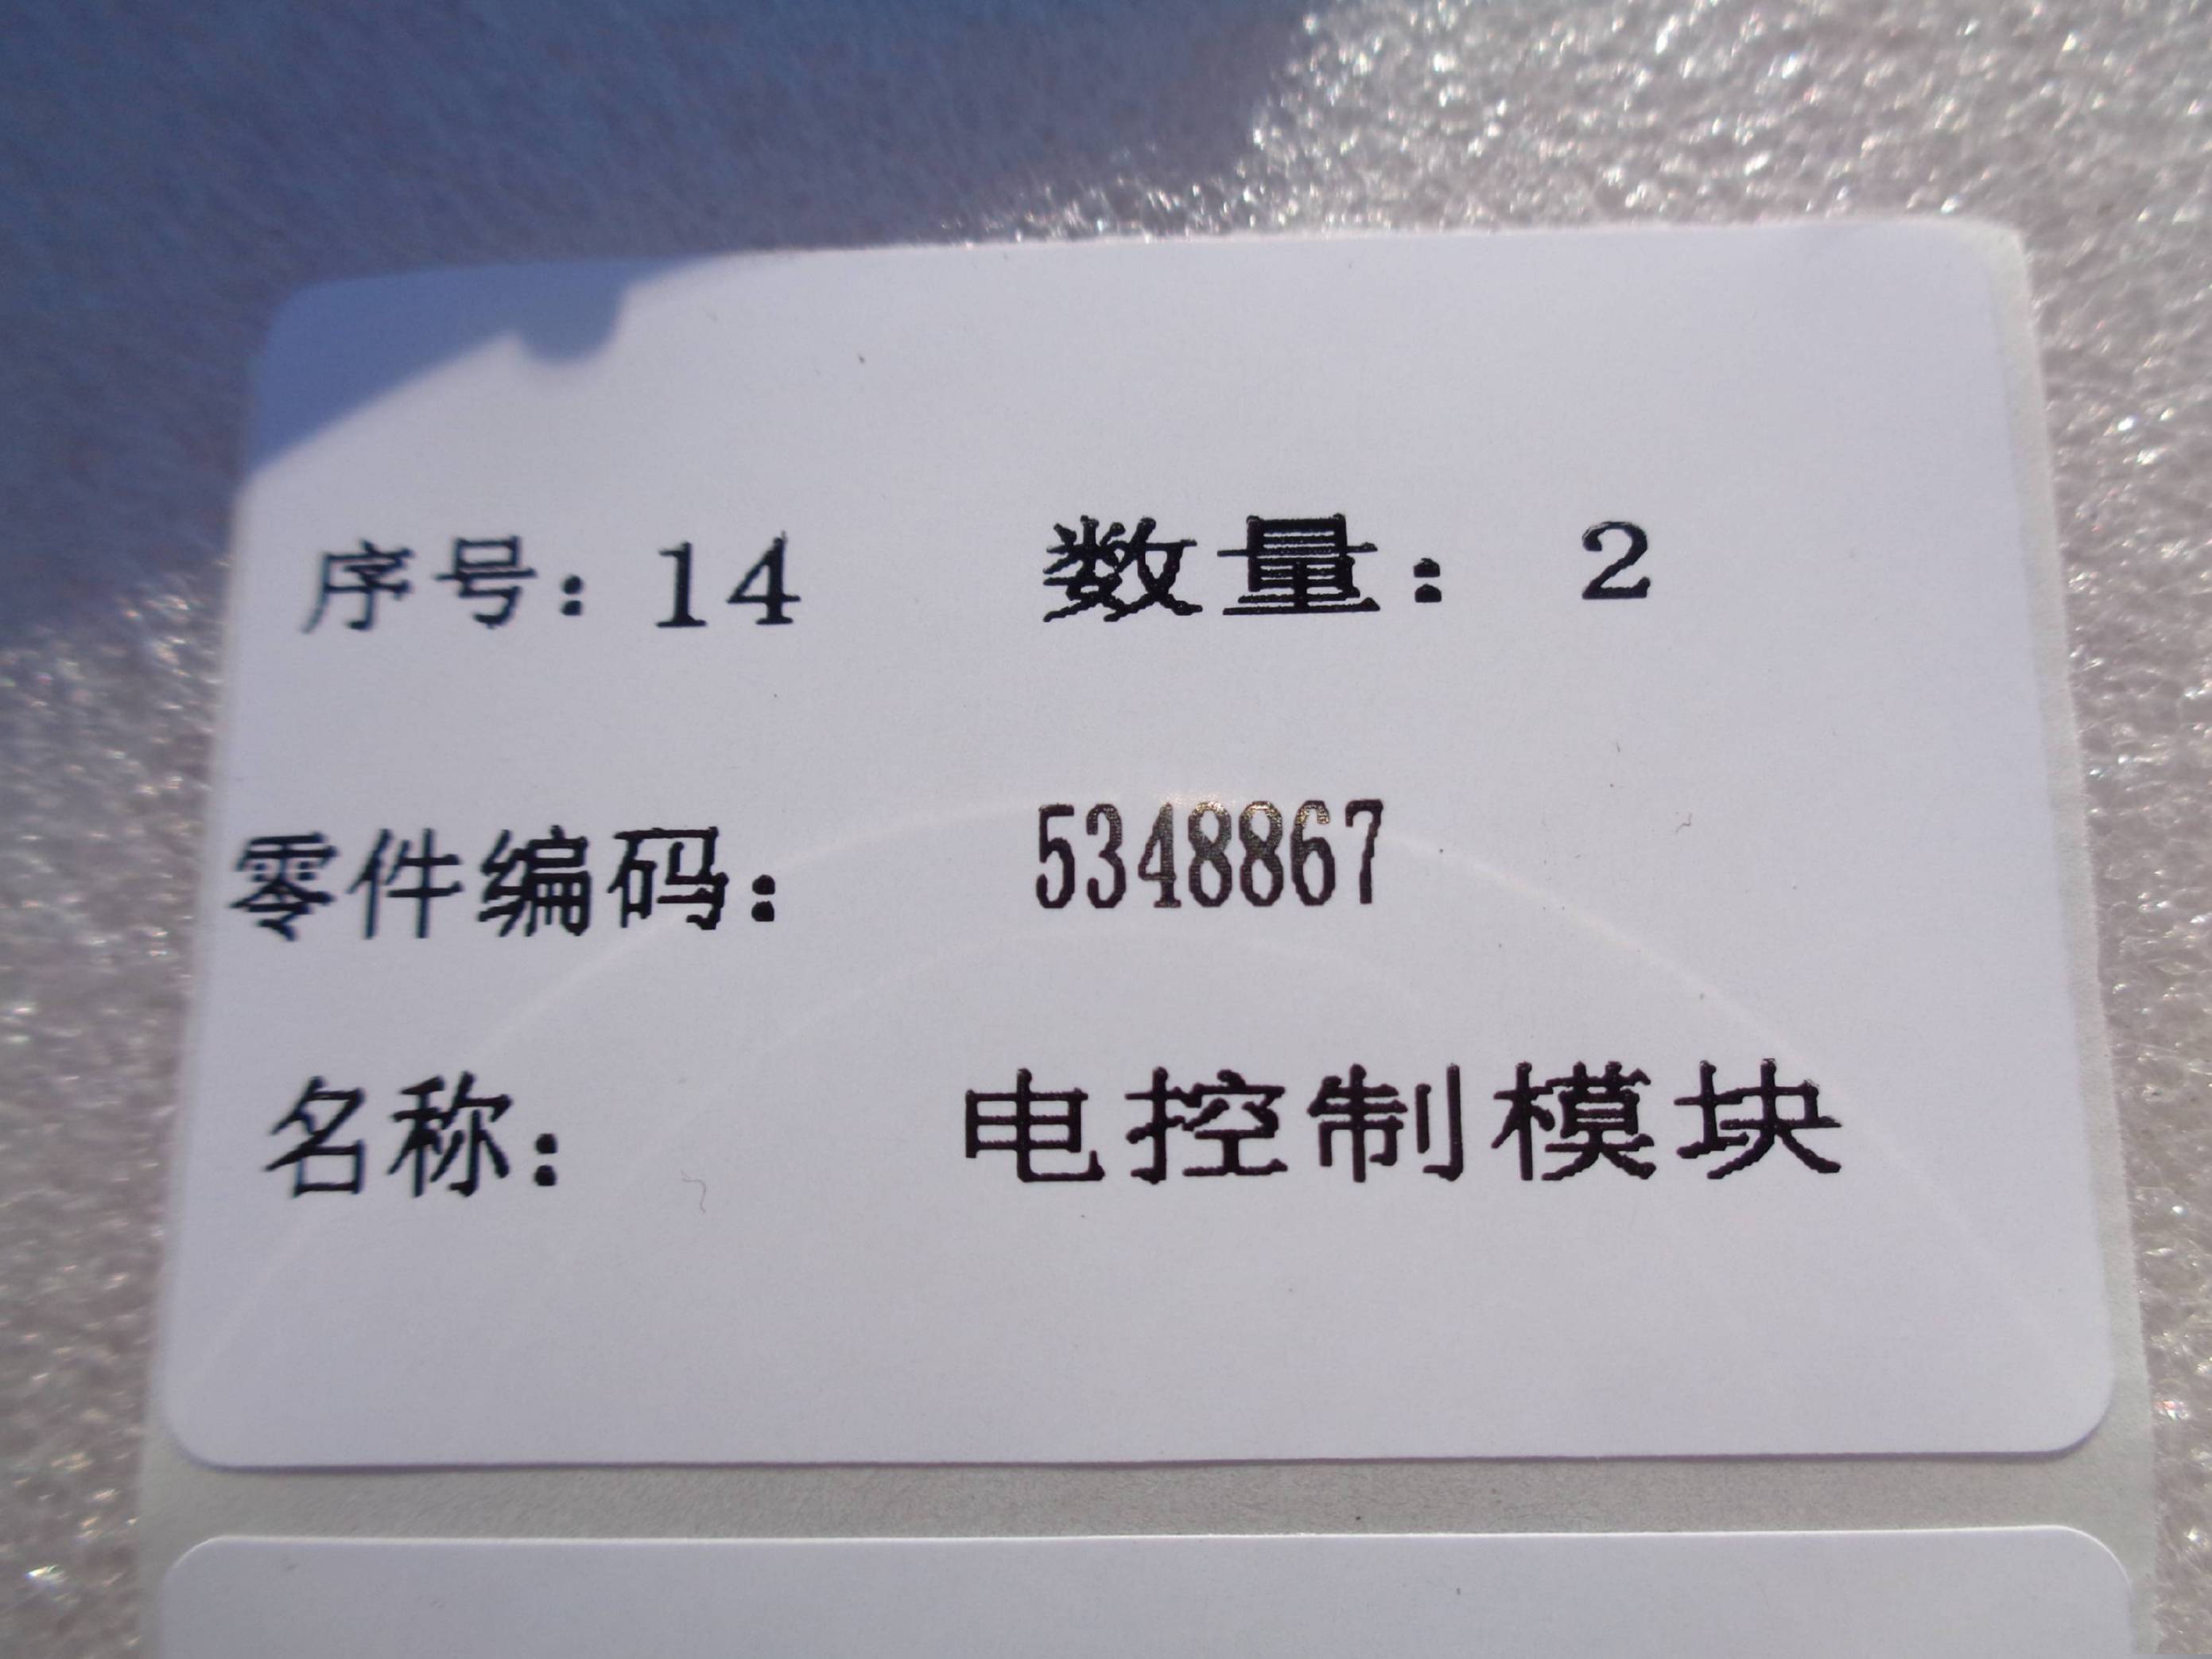 序号：14 数量： 2
零件编码： 5348867
名称： 电控制模块